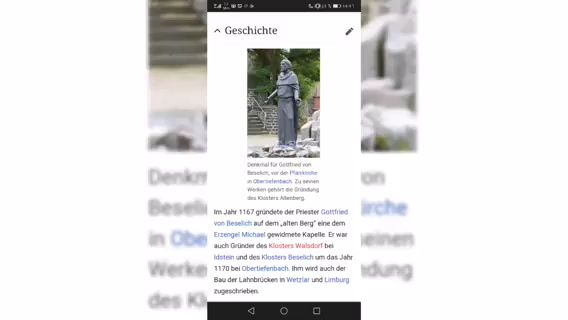 14:41
Geschichte
Denkmal für Gottfried von
Beselich, vor der Pfarrkirche
in Obertiefenbach. Zu seinen
Werken gehört die Gründung
des Klosters Altenberg.
Im Jahr 1167 gründete der Priester Gottfried
von Beselich auf dem „alten Berg" eine dem
Erzengel Michael gewidmete Kapelle. Er war
auch Gründer des Klosters Walsdorf bei
Idstein und des Klosters Beselich um das Jahr
1170 bei Obertiefenbach. Ihm wird auch der
Bau der Lahnbrücken in Wetzlar und Limburg
zugeschrieben.